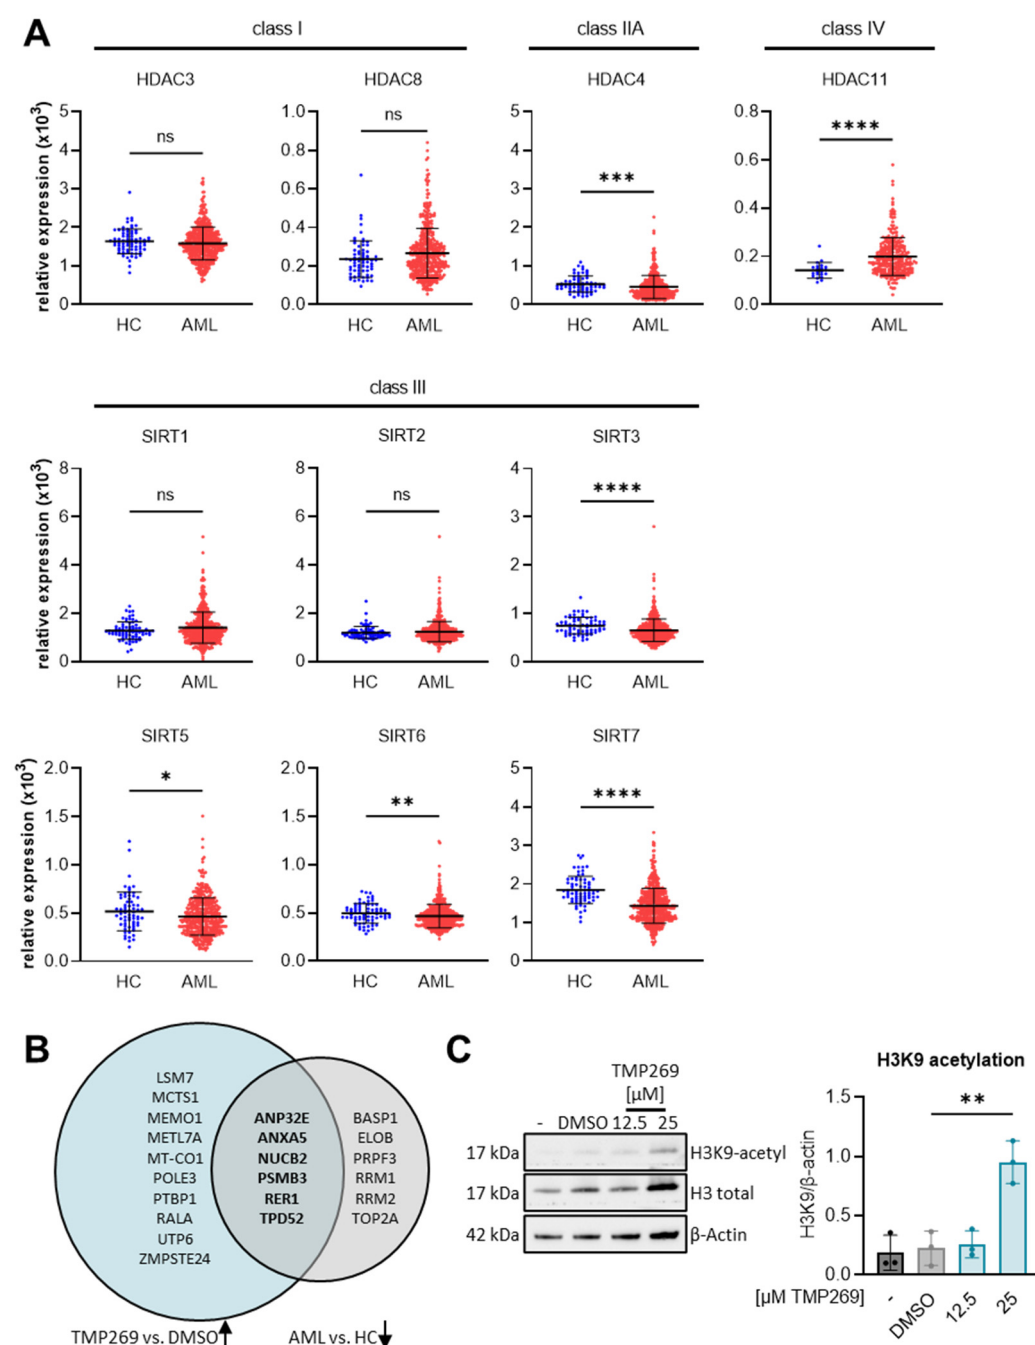 A
class I
class IIA
class IV
HDAC3
HDAC8
HDAC4
HDAC11
relative expression (x10³)
5
4
3
2
1
0
ns
HC
AML
1.0
0.8
0.6
0.4
0.2
0.0
ns
HC
AML
5
4
3
2
1
0
***
HC
AML
0.8
0.6
0.4
0.2
0.0
****
HC
AML
class III
SIRT1
SIRT2
SIRT3
relative expression (x10³)
8
6
4
2
0
ns
HC
AML
8
6
4
2
0
ns
HC
AML
4
3
2
1
0
****
HC
AML
SIRT5
SIRT6
SIRT7
relative expression (x10³)
2.0
1.5
1.0
0.5
0.0
*
HC
AML
2.0
1.5
1.0
0.5
0.0
**
HC
AML
5
4
3
2
1
0
****
HC
AML
B
LSM7
MCTS1
MEMO1
METL7A
MT-CO1
POLE3
PTBP1
RALA
UTP6
ZMPSTE24
ANP32E
ANXA5
NUCB2
PSMB3
RER1
TPD52
BASP1
ELOB
PRPF3
RRM1
RRM2
TOP2A
TMP269 vs. DMSO
AML vs. HC
C
TMP269
[µM]
- DMSO 12.5 25
17 kDa H3K9-acetyl
17 kDa H3 total
42 kDa β-Actin
H3K9 acetylation
H3K9/β-actin
1.5
1.0
0.5
0.0
**
[µM TMP269]
-
DMSO
12.5
25